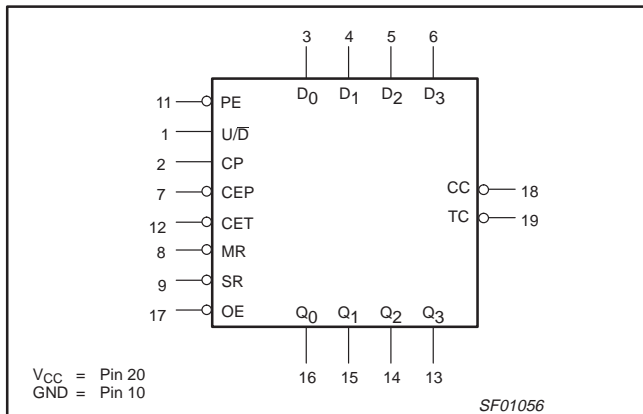 3 4 5 6
D0 D1 D2 D3
11 PE
1 U/D̅
2 CP
7 CEP
CC 18
12 CET
TC 19
8 MR
9 SR
17 OE
Q0 Q1 Q2 Q3
16 15 14 13
VCC = Pin 20
GND = Pin 10
SF01056